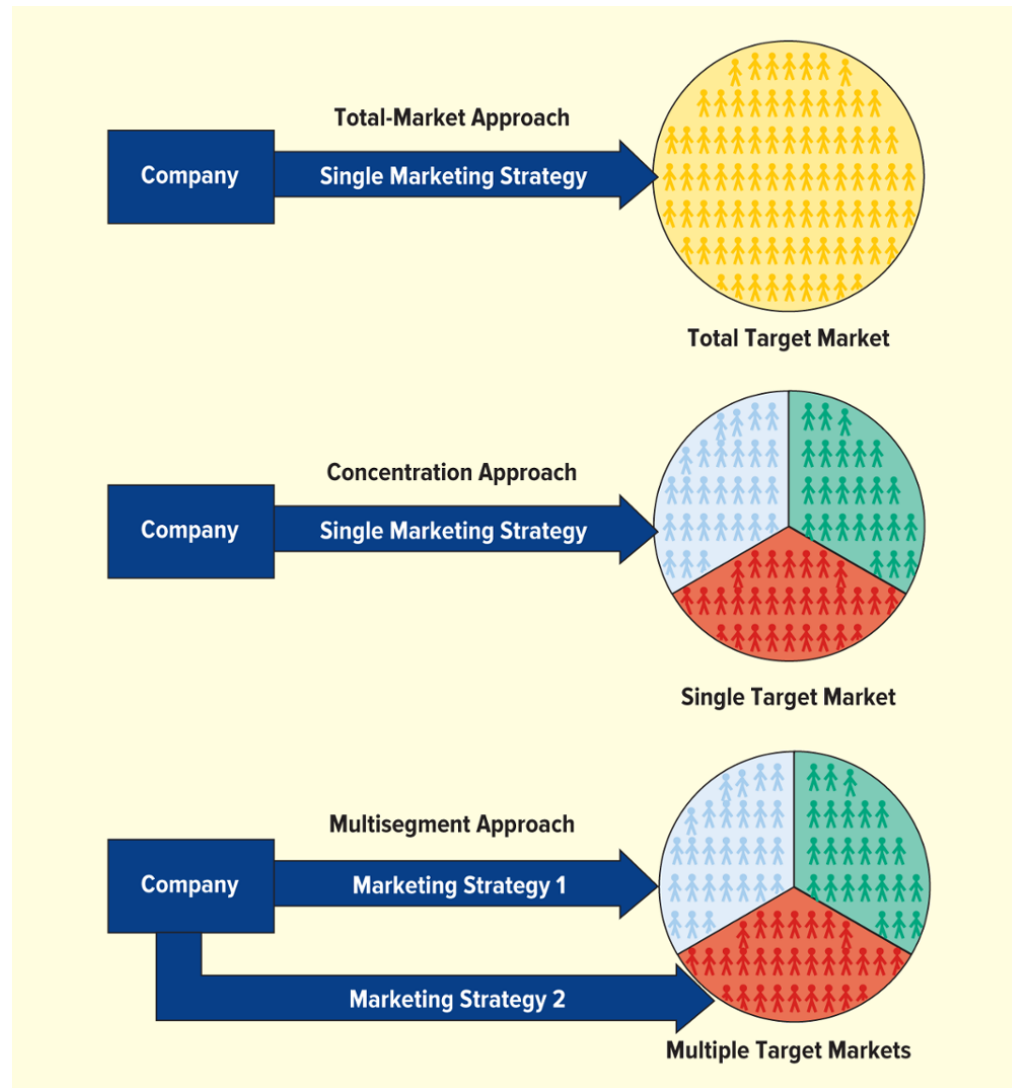 Total-Market Approach
Company
Single Marketing Strategy
Total Target Market
Concentration Approach
Company
Single Marketing Strategy
Single Target Market
Multisegment Approach
Company
Marketing Strategy 1
Marketing Strategy 2
Multiple Target Markets